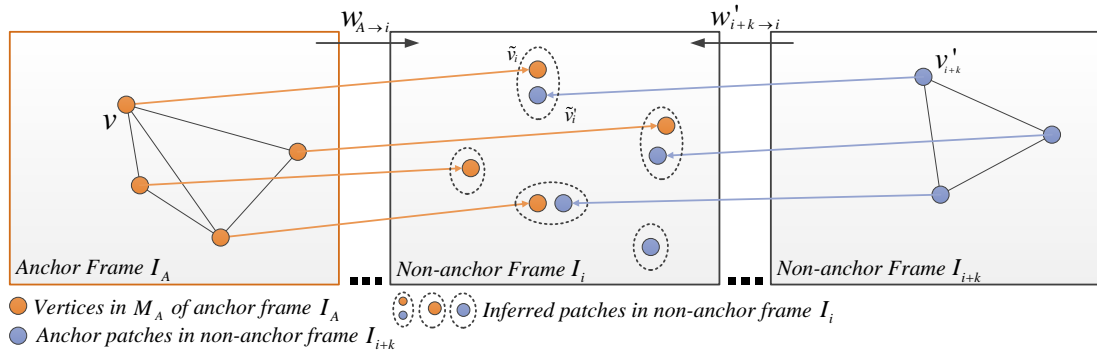 w_{A→i}
w'_{i+k→i}
ṽ_i
v'_{i+k}
v
ṽ'_i
Anchor Frame I_A
Non-anchor Frame I_i
Non-anchor Frame I_{i+k}
Vertices in M_A of anchor frame I_A
Inferred patches in non-anchor frame I_i
Anchor patches in non-anchor frame I_{i+k}